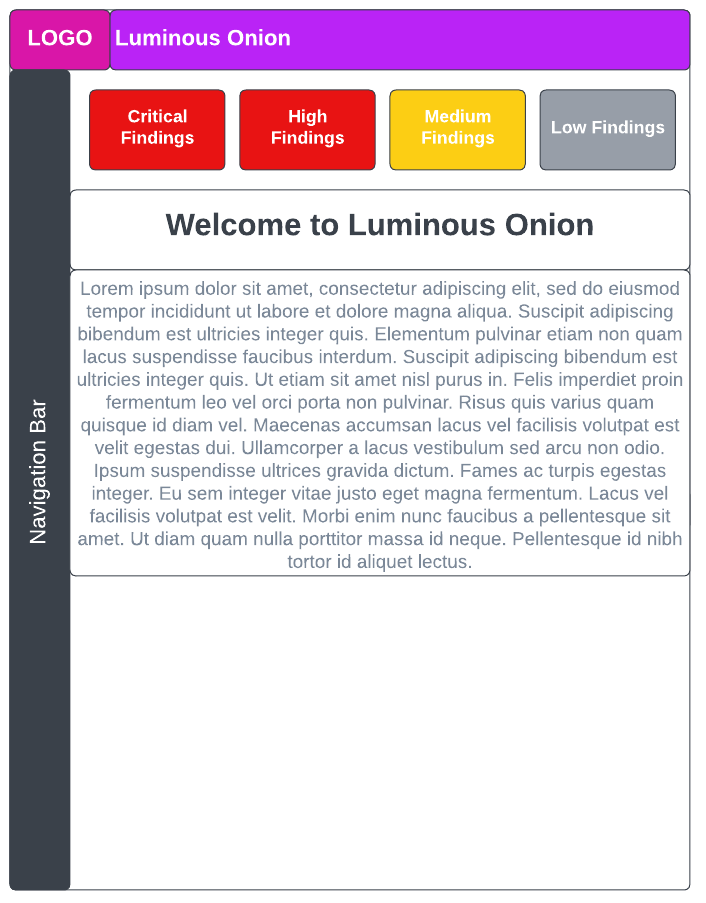 LOGO
Luminous Onion
Critical
Findings
High
Findings
Medium
Findings
Low Findings
Navigation Bar
Welcome to Luminous Onion
Lorem ipsum dolor sit amet, consectetur adipiscing elit, sed do eiusmod
tempor incididunt ut labore et dolore magna aliqua. Suscipit adipiscing
bibendum est ultricies integer quis. Elementum pulvinar etiam non quam
lacus suspendisse faucibus interdum. Suscipit adipiscing bibendum est
ultricies integer quis. Ut etiam sit amet nisl purus in. Felis imperdiet proin
fermentum leo vel orci porta non pulvinar. Risus quis varius quam
quisque id diam vel. Maecenas accumsan lacus vel facilisis volutpat est
velit egestas dui. Ullamcorper a lacus vestibulum sed arcu non odio.
Ipsum suspendisse ultrices gravida dictum. Fames ac turpis egestas
integer. Eu sem integer vitae justo eget magna fermentum. Lacus vel
facilisis volutpat est velit. Morbi enim nunc faucibus a pellentesque sit
amet. Ut diam quam nulla porttitor massa id neque. Pellentesque id nibh
tortor id aliquet lectus.